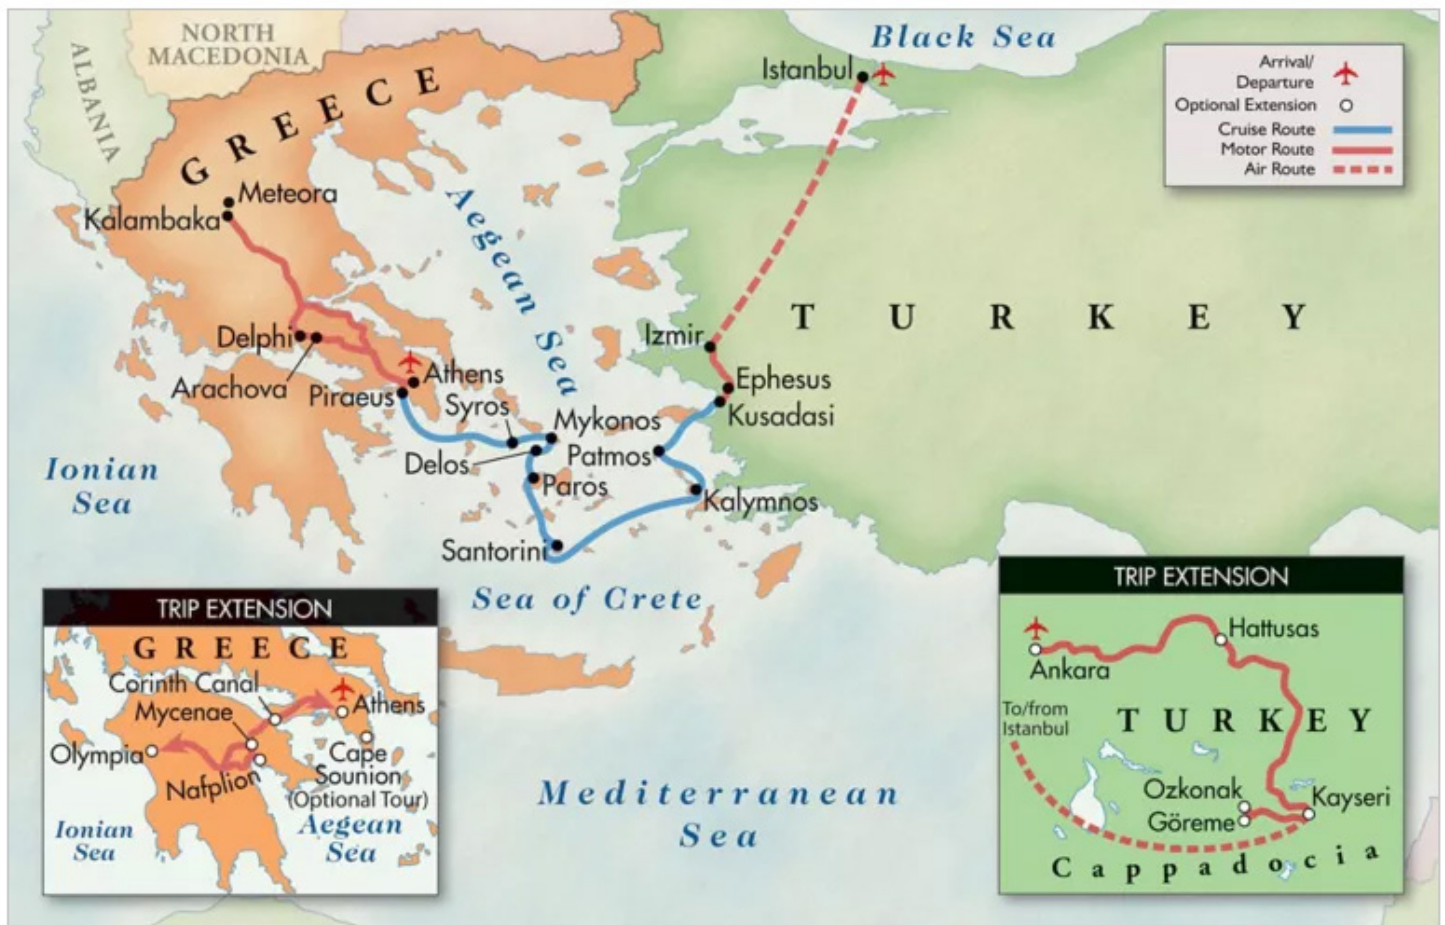 NORTH
MACEDONIA
ALBANIA
GREECE
Black Sea
Istanbul
Arrival/
Departure
Optional Extension
Cruise Route
Motor Route
Air Route
Meteora
Kalambaka
Aegean Sea
TURKEY
Delphi
Izmir
Arachova
Athens
Piraeus
Ephesus
Kusadasi
Syros
Mykonos
Delos
Patmos
Paros
Kalymnos
Ionian
Sea
Santorini
Sea of Crete
Mediterranean
Sea
TRIP EXTENSION
GREECE
Corinth Canal
Mycenae
Athens
Olympia
Nafplion
Cape
Sounion
(Optional Tour)
Ionian
Sea
Aegean
Sea
TRIP EXTENSION
Hattusas
Ankara
To/from
Istanbul
TURKEY
Ozkonak
Göreme
Kayseri
Cappadocia